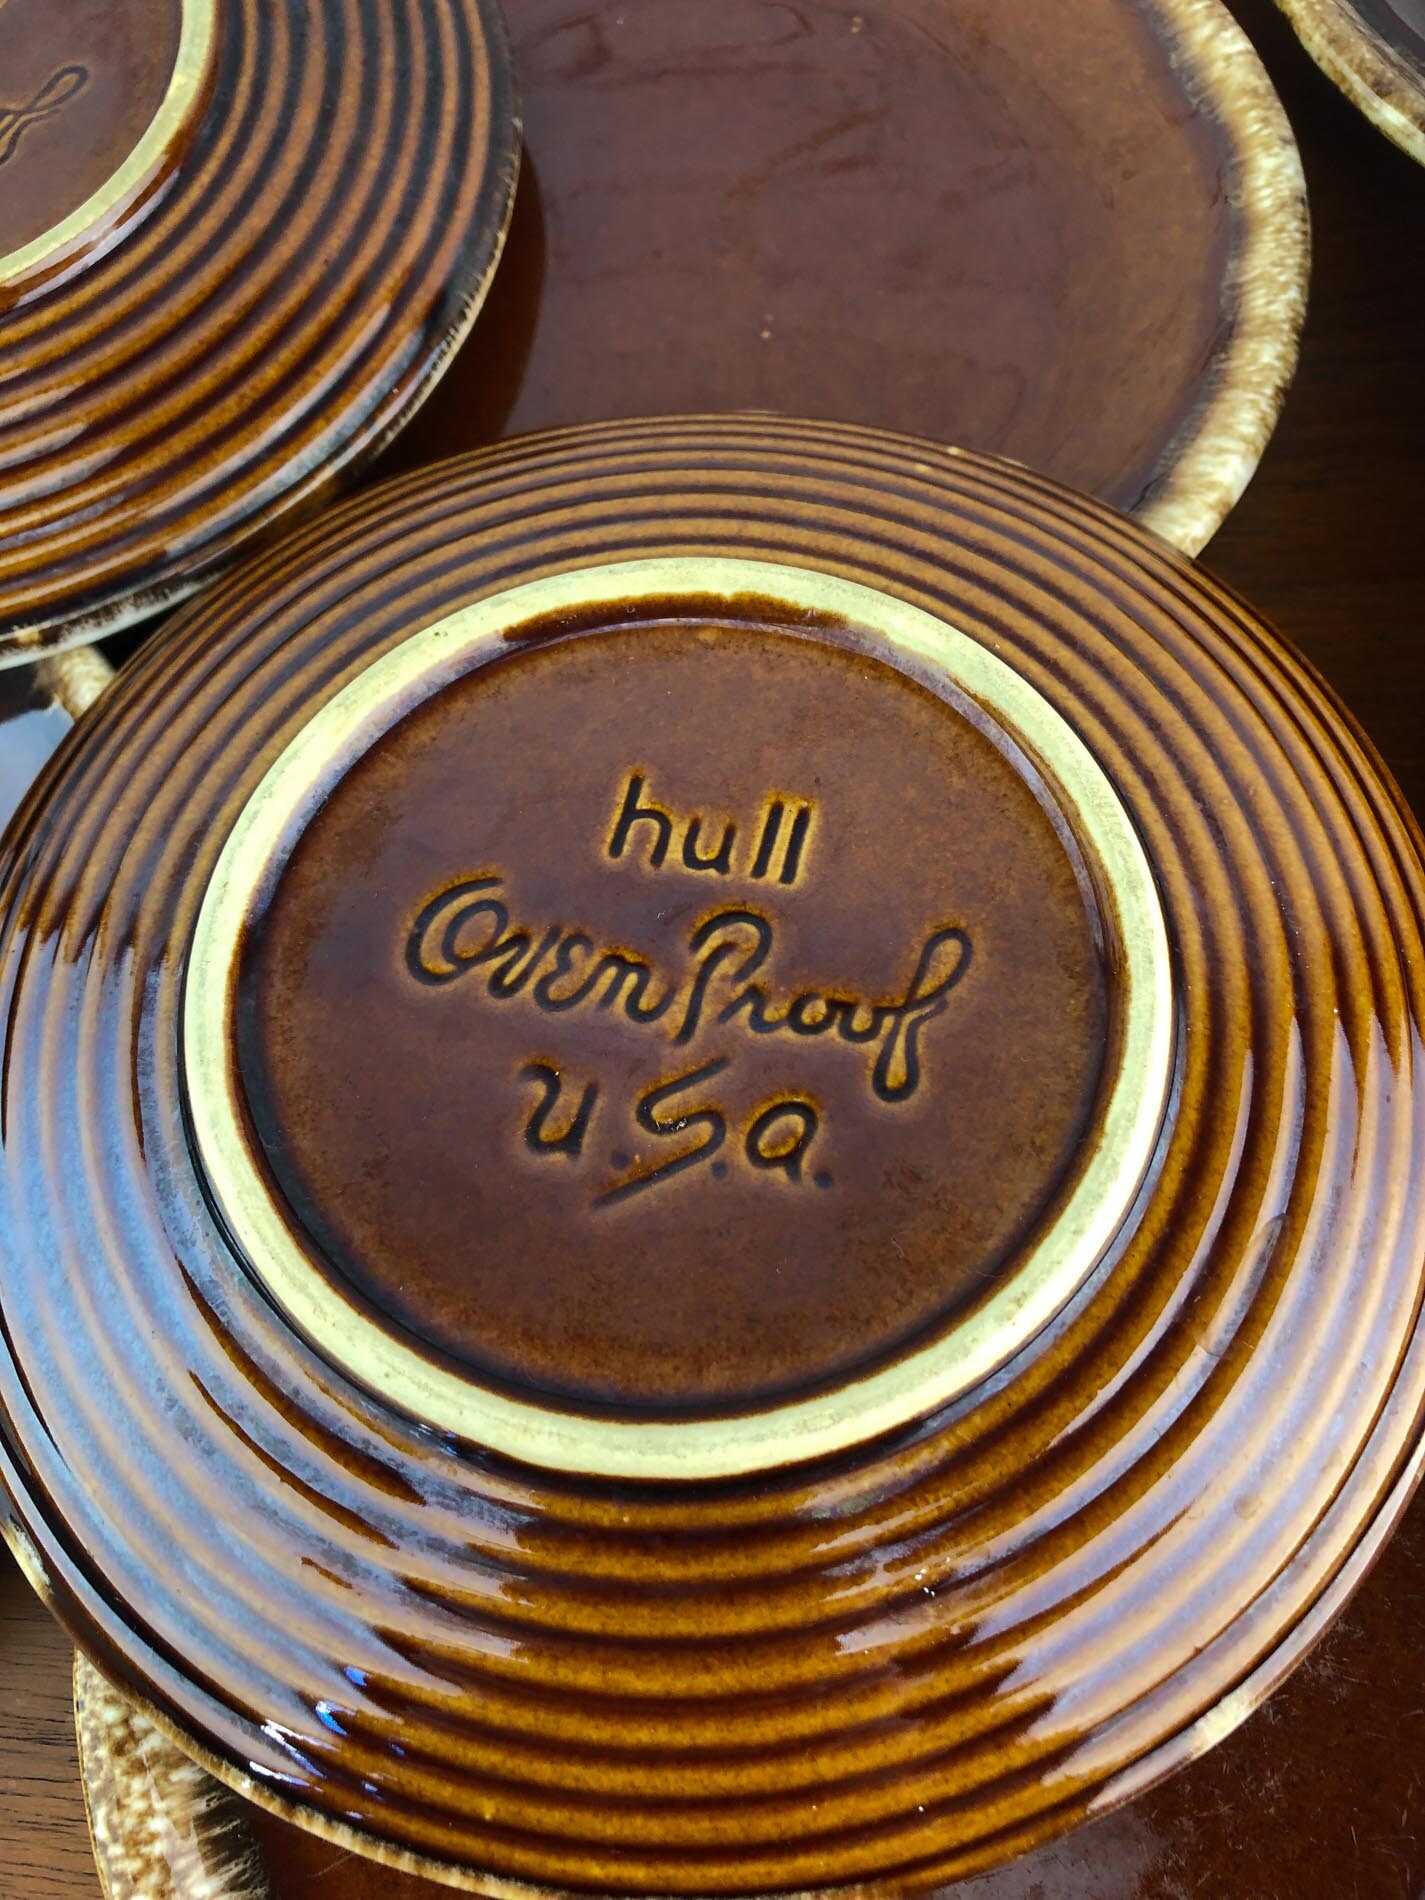 hull
Oven Proof
U.S.a.